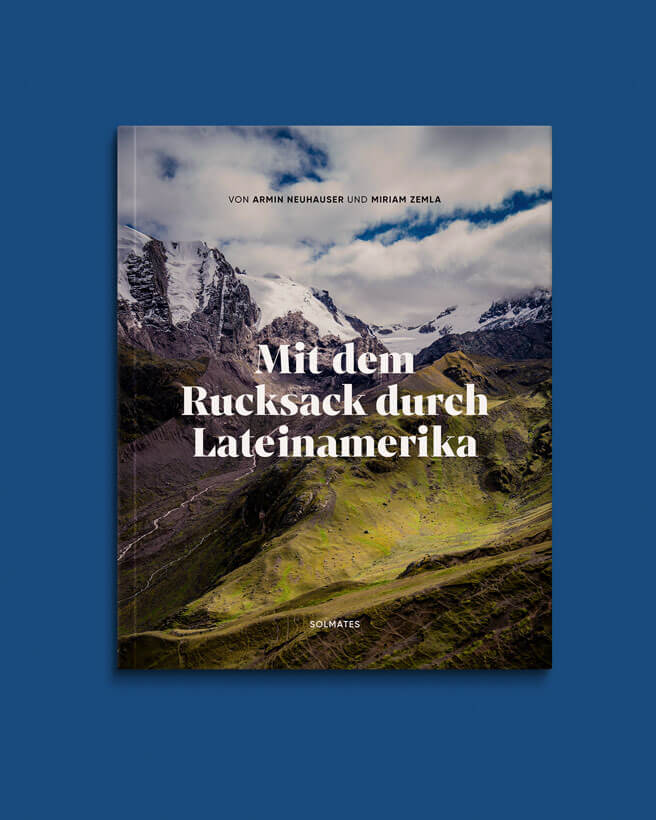 VON ARMIN NEUHAUSER UND MIRIAM ZEMLA
Mit dem
Rucksack durch
Lateinamerika
SOLMATES